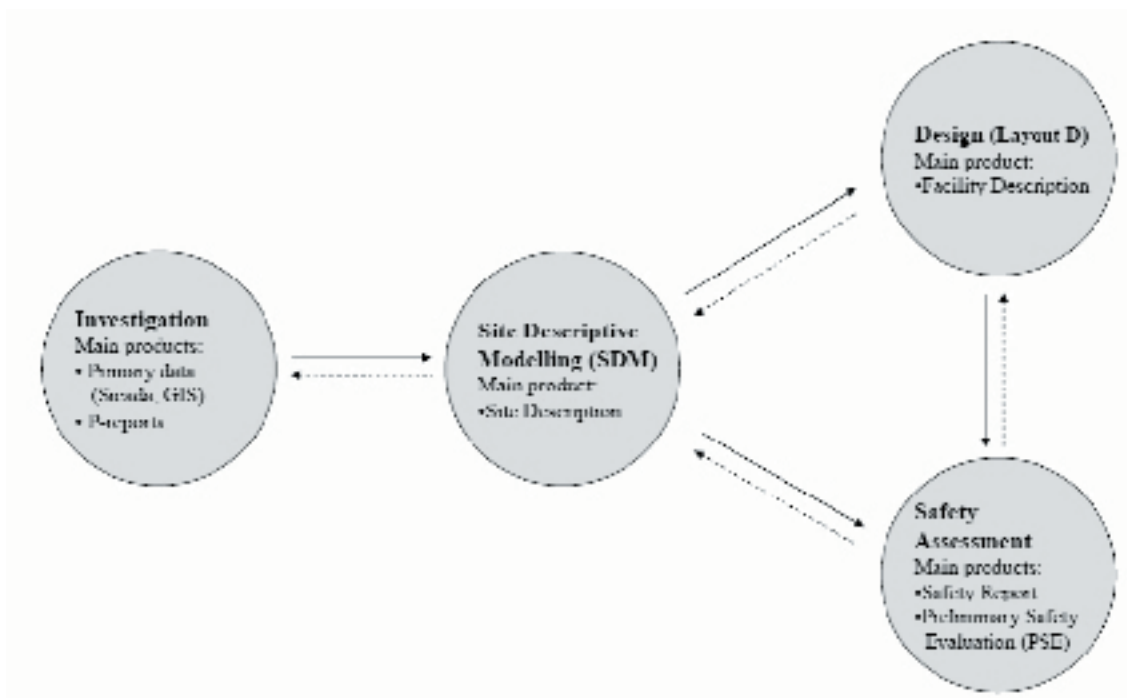 Investigation
Main products:
• Primary data
(Sicada, GIS)
• P-reports
Site Descriptive
Modelling (SDM)
Main product:
•Site Description
Design (Layout D)
Main product:
•Facility Description
Safety
Assessment
Main products:
•Safety Report
•Preliminary Safety
Evaluation (PSE)